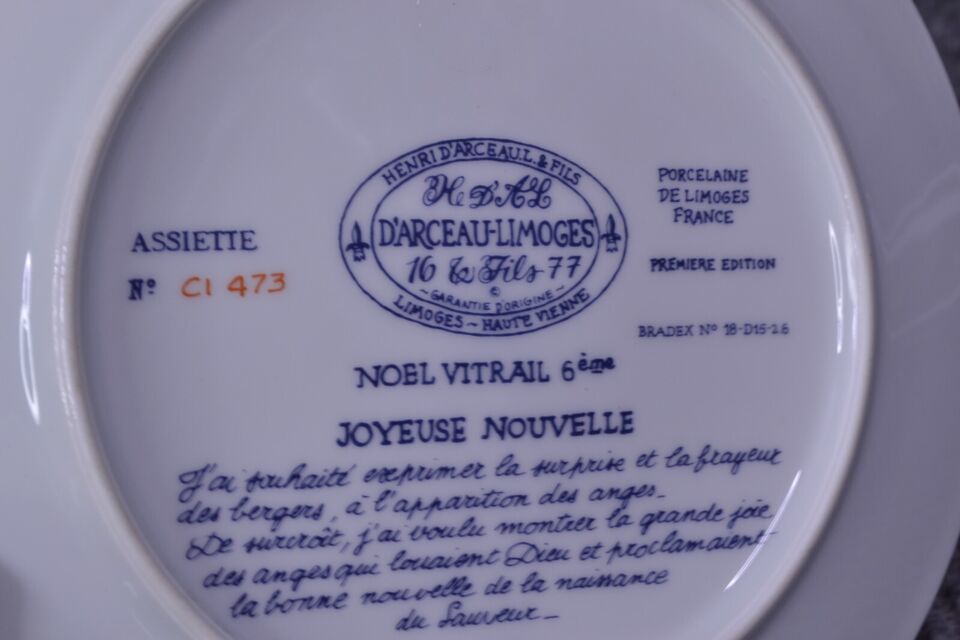 HENRI D'ARCEAU.L. & FILS
H. D'A.L
D'ARCEAU-LIMOGES
16 & Fils 77
©
~GARANTIE D'ORIGINE~
LIMOGES ~ HAUTE VIENNE
ASSIETTE
Nº CI 473
PORCELAINE
DE LIMOGES
FRANCE
PREMIERE EDITION
BRADEX Nº 18-D15-2.6
NOEL VITRAIL 6ème
JOYEUSE NOUVELLE
J'ai souhaité exprimer la surprise et la frayeur
des bergers, à l'apparition des anges_
De surcroît, j'ai voulu montrer la grande joie
des anges qui louaient Dieu et proclamaient
la bonne nouvelle de la naissance
du Sauveur_